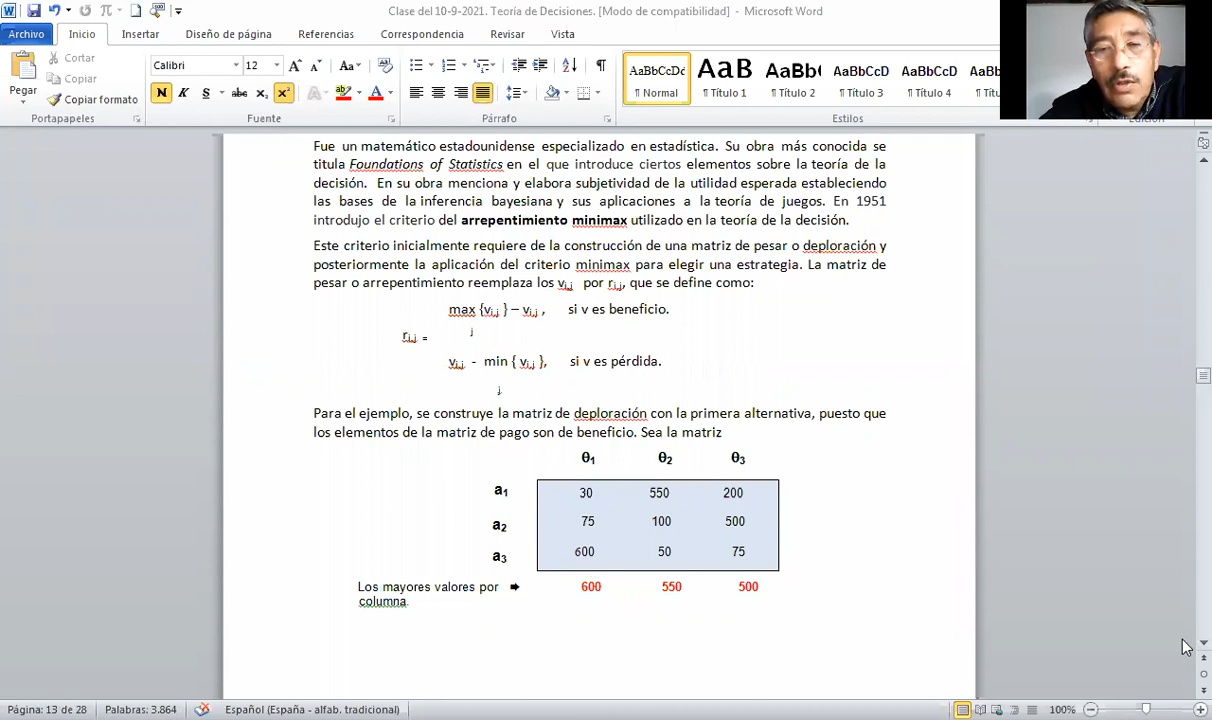 Clase del 10-9-2021. Teoría de Decisiones. [Modo de compatibilidad] - Microsoft Word
Archivo Inicio Insertar Diseño de página Referencias Correspondencia Revisar Vista
Cortar
Copiar
Copiar formato
Pegar
Calibri 12
N K S abc x₂ x²
AaBbCcDc AaB AaBb( AaBbCcD AaBbCcD
¶ Normal ¶ Título 1 ¶ Título 2 ¶ Título 3 ¶ Título 4
Portapapeles Fuente Párrafo Estilos
Fue un matemático estadounidense especializado en estadística. Su obra más conocida se
titula Foundations of Statistics en el que introduce ciertos elementos sobre la teoría de la
decisión. En su obra menciona y elabora subjetividad de la utilidad esperada estableciendo
las bases de la inferencia bayesiana y sus aplicaciones a la teoría de juegos. En 1951
introdujo el criterio del arrepentimiento minimax utilizado en la teoría de la decisión.
Este criterio inicialmente requiere de la construcción de una matriz de pesar o deploración y
posteriormente la aplicación del criterio minimax para elegir una estrategia. La matriz de
pesar o arrepentimiento reemplaza los vᵢ,ⱼ por rᵢ,ⱼ, que se define como:
max {vᵢ,ⱼ } – vᵢ,ⱼ , si v es beneficio.
j
rᵢ,ⱼ =
vᵢ,ⱼ - min { vᵢ,ⱼ }, si v es pérdida.
j
Para el ejemplo, se construye la matriz de deploración con la primera alternativa, puesto que
los elementos de la matriz de pago son de beneficio. Sea la matriz
θ₁ θ₂ θ₃
a₁ 30 550 200
a₂ 75 100 500
a₃ 600 50 75
Los mayores valores por ➨ 600 550 500
columna.
Página: 13 de 28 Palabras: 3.864 Español (España - alfab. tradicional) 100%